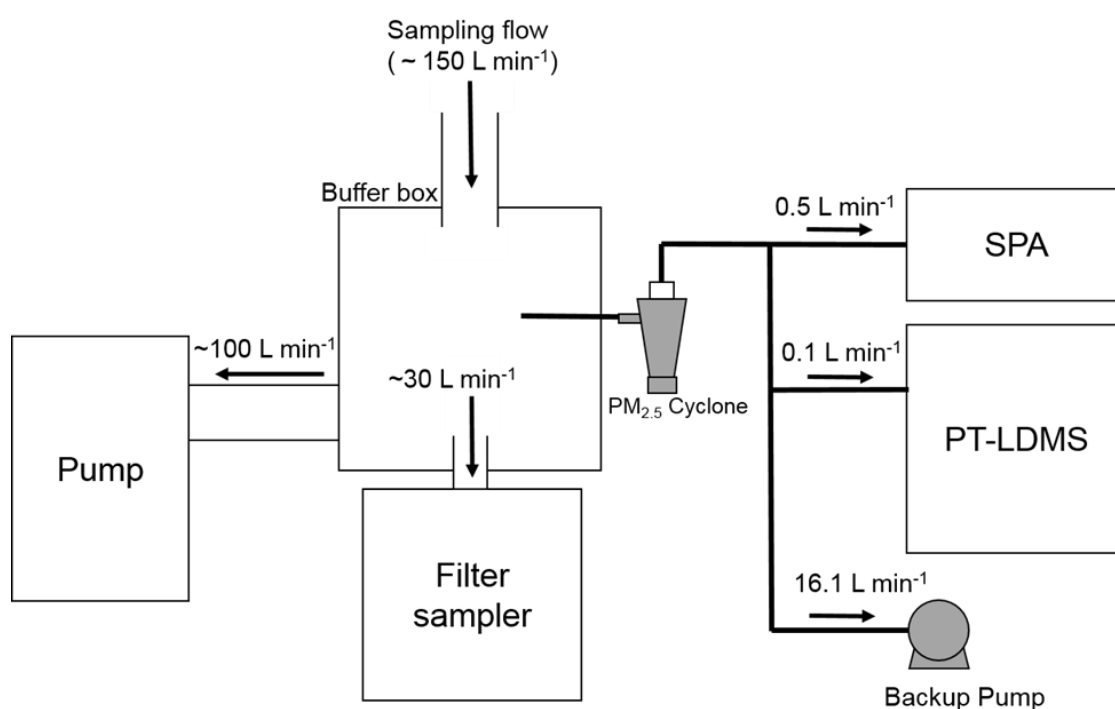 Sampling flow
( ~ 150 L min⁻¹)
Buffer box
0.5 L min⁻¹
SPA
~100 L min⁻¹
~30 L min⁻¹
0.1 L min⁻¹
PM₂.₅ Cyclone
PT-LDMS
Pump
Filter
sampler
16.1 L min⁻¹
Backup Pump